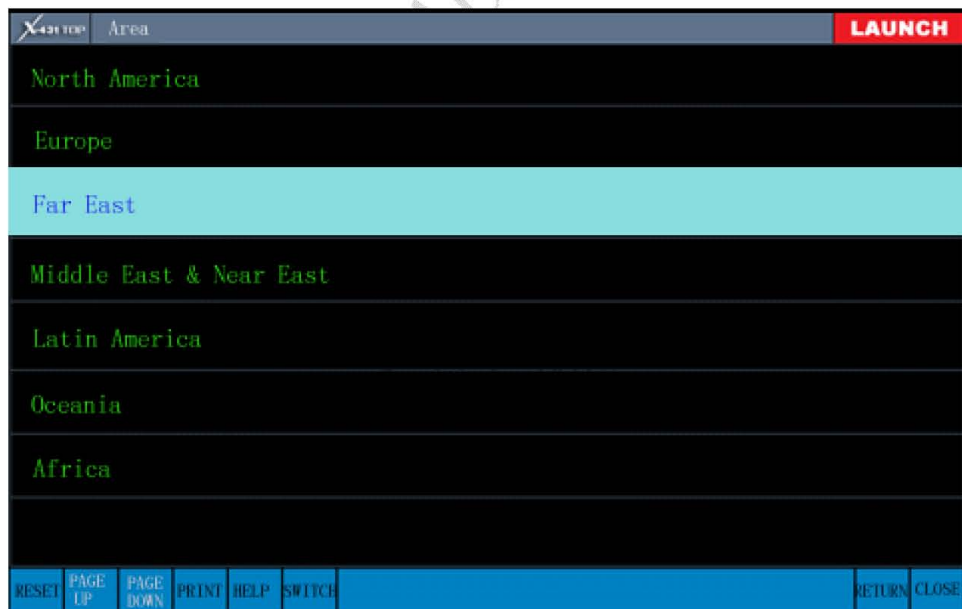 X-431 TOP Area LAUNCH
North America
Europe
Far East
Middle East & Near East
Latin America
Oceania
Africa
RESET PAGE UP PAGE DOWN PRINT HELP SWITCH RETURN CLOSE